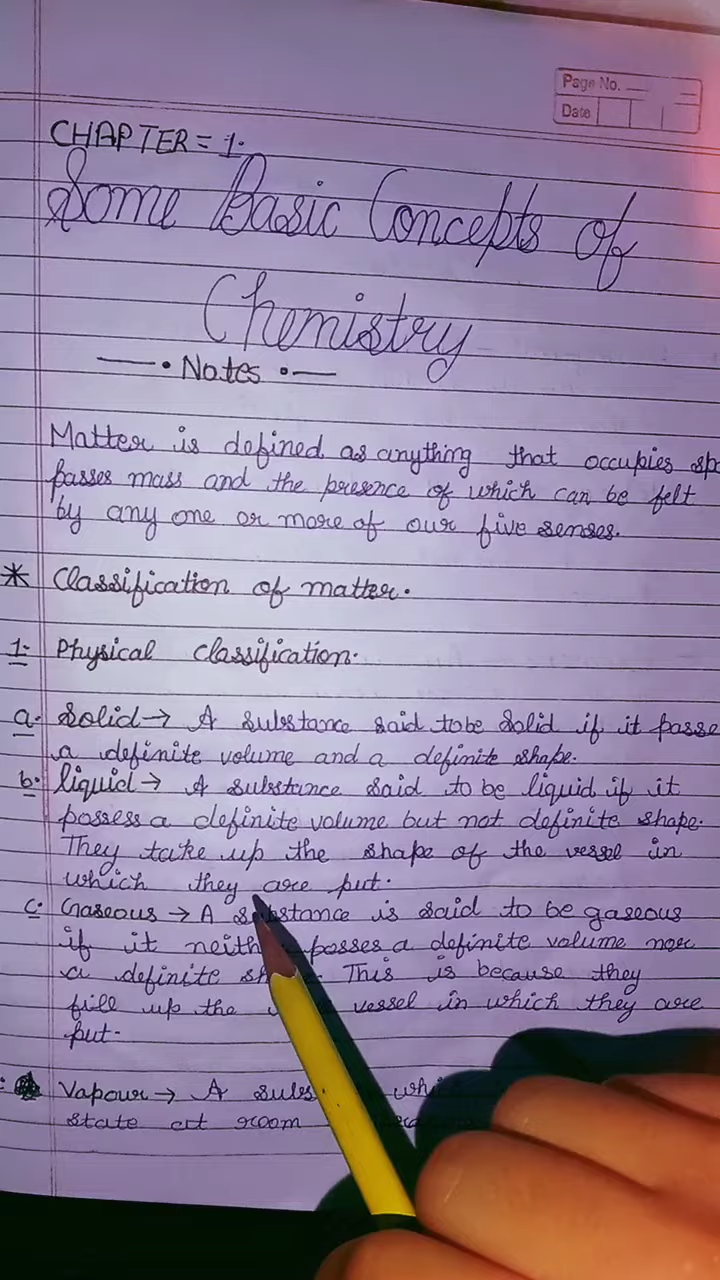 Page No.
Date
CHAPTER = 1.
Some Basic Concepts of
Chemistry
Notes
Matter is defined as anything that occupies
passes mass and the presence of which can be felt
by any one or more of our five senses.
* Classification of matter.
1. Physical classification.
a. Solid → A substance said to be solid if it passe
a definite volume and a definite shape.
b. liquid → A substance said to be liquid if it
possess a definite volume but not definite shape.
They take up the shape of the vessel in
which they are put.
c. Gaseous → A substance is said to be gaseous
if it posses a definite volume nor
a definite This is because they
fill up the vessel in which they are
put.
Vapour → A
state at room